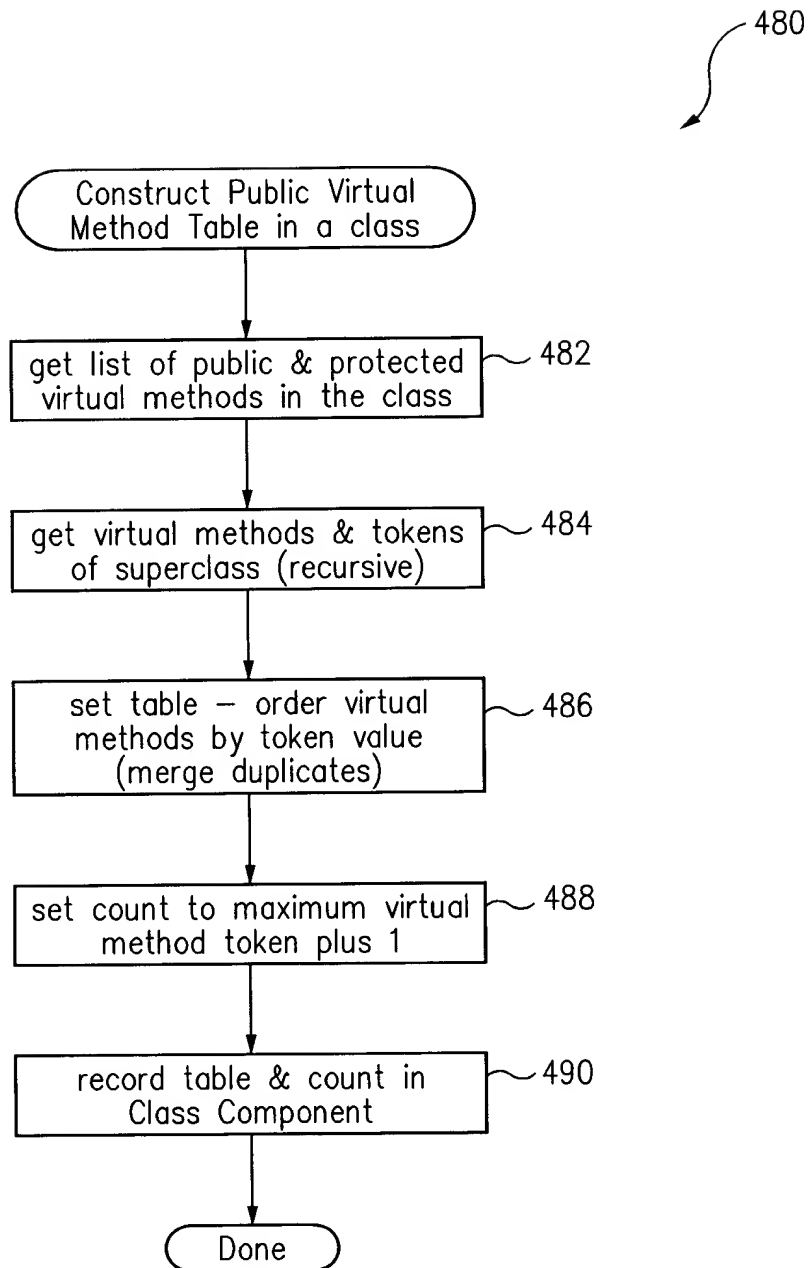 480
Construct Public Virtual
Method Table in a class
get list of public & protected
virtual methods in the class
482
get virtual methods & tokens
of superclass (recursive)
484
set table – order virtual
methods by token value
(merge duplicates)
486
set count to maximum virtual
method token plus 1
488
record table & count in
Class Component
490
Done